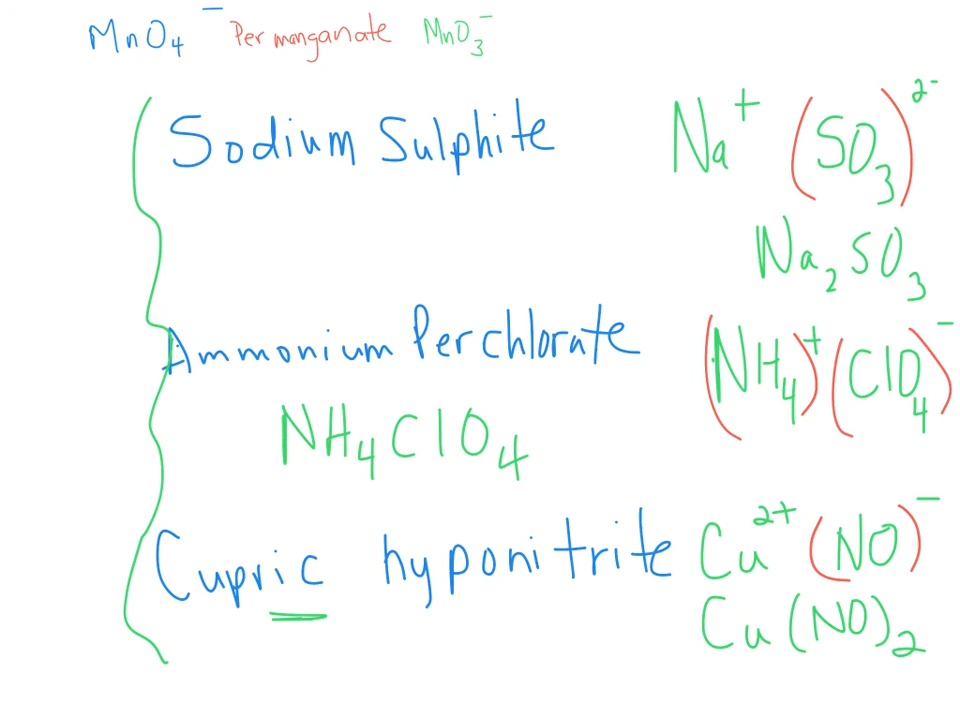 MnO4 ⁻ Permanganate MnO3⁻
Sodium Sulphite Na⁺ (SO3)²⁻
Na2SO3
Ammonium Perchlorate (NH4)⁺(ClO4)⁻
NH4ClO4
Cupric hyponitrite Cu²⁺(NO)⁻
Cu(NO)2